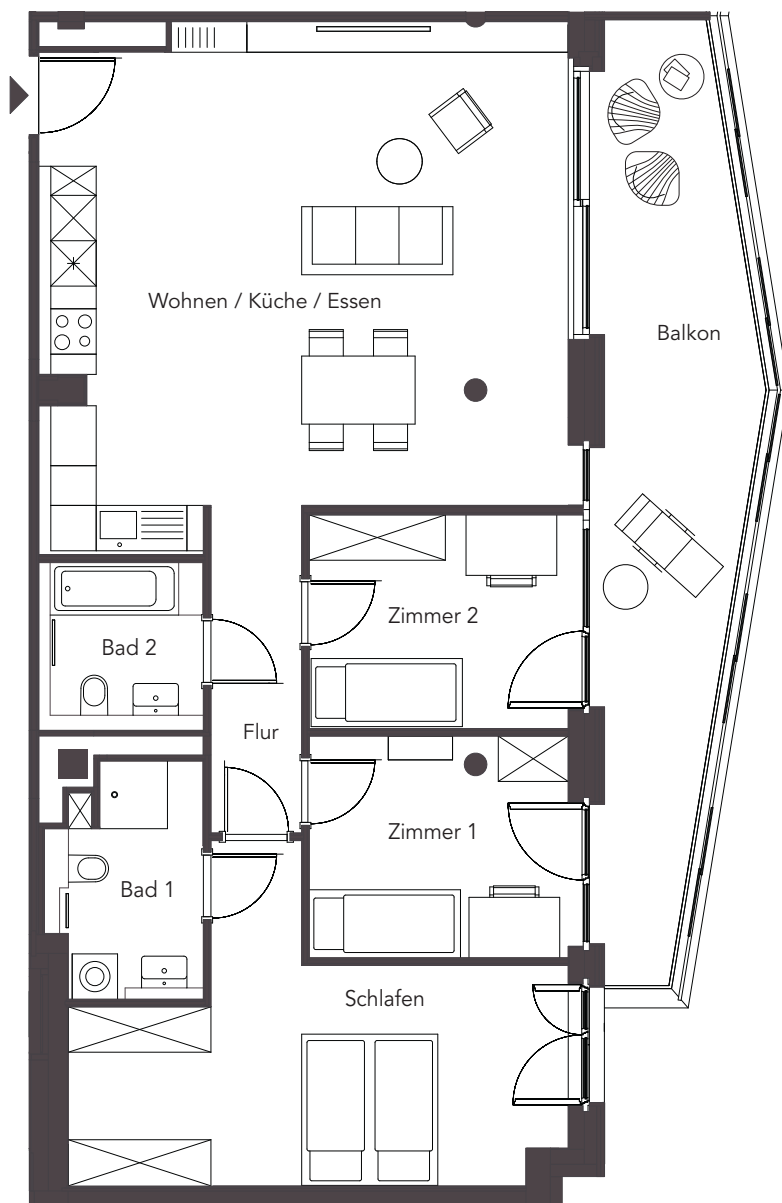 Wohnen / Küche / Essen
Balkon
Zimmer 2
Bad 2
Flur
Zimmer 1
Bad 1
Schlafen